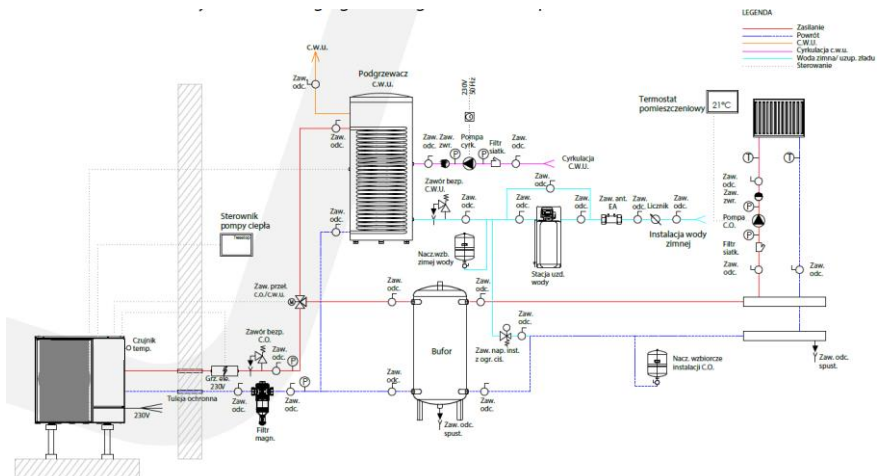 LEGENDA
Zasilanie
Powrót
C.W.U.
Cyrkulacja c.w.u.
Woda zimna/ uzup. zładu
Sterowanie
c.w.u.
Zaw.
odc.
Podgrzewacz
c.w.u.
230V
50 Hz
Termostat
pomieszczeniowy
21°C
Zaw.
odc.
Zaw.
odc.
Zaw.
zwr.
Pompa
cyrk.
Filtr
siatk.
Zaw.
odc.
Cyrkulacja
C.W.U.
Zawór bezp.
C.W.U.
Zaw.
odc.
Zaw.
odc.
Zaw.
odc.
Zaw. ant.
EA
Zaw.
odc.
Licznik
Zaw.
odc.
Instalacja wody
zimnej
Zaw.
odc.
Nacz.wzb.
zimej wody
Stacja uzd.
wody
T
T
Zaw.
odc.
Zaw.
zwr.
Pompa
C.O.
P
Filtr
siatk.
Zaw.
odc.
Zaw.
odc.
Sterownik
pompy ciepła
Zaw. przeł.
c.o./c.w.u.
M
Zaw.
odc.
Zaw.
odc.
Czujnik
temp.
Zawór bezp.
C.O.
Zaw.
odc.
P
Bufor
Zaw. nap. inst.
z ogr. ciś.
Zaw.
odc.
Nacz. wzbiorcze
instalacji C.O.
Zaw. odc.
spust.
Grz. ele.
230V
Tuleja ochronna
230V
Zaw.
odc.
Filtr
magn.
Zaw.
odc.
P
Zaw.
odc.
Zaw. odc.
spust.
Zaw.
odc.